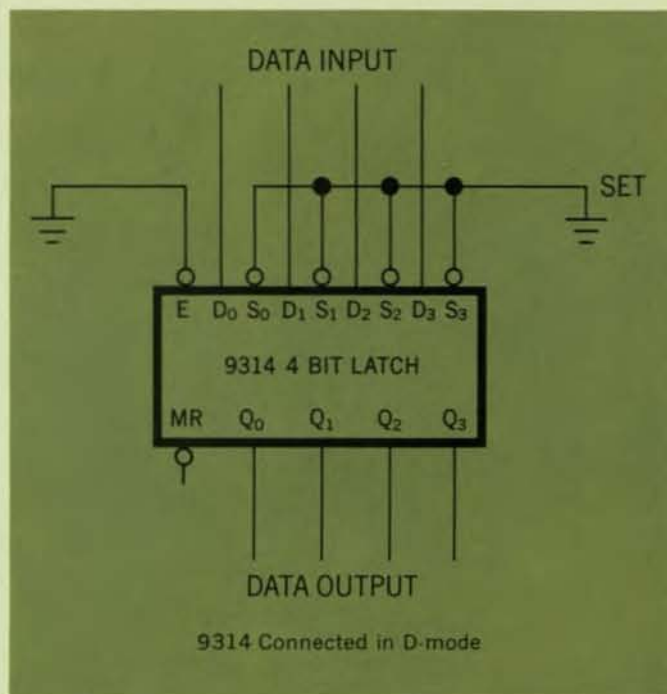 DATA INPUT
SET
E D₀ S₀ D₁ S₁ D₂ S₂ D₃ S₃
9314 4 BIT LATCH
MR Q₀ Q₁ Q₂ Q₃
DATA OUTPUT
9314 Connected in D-mode